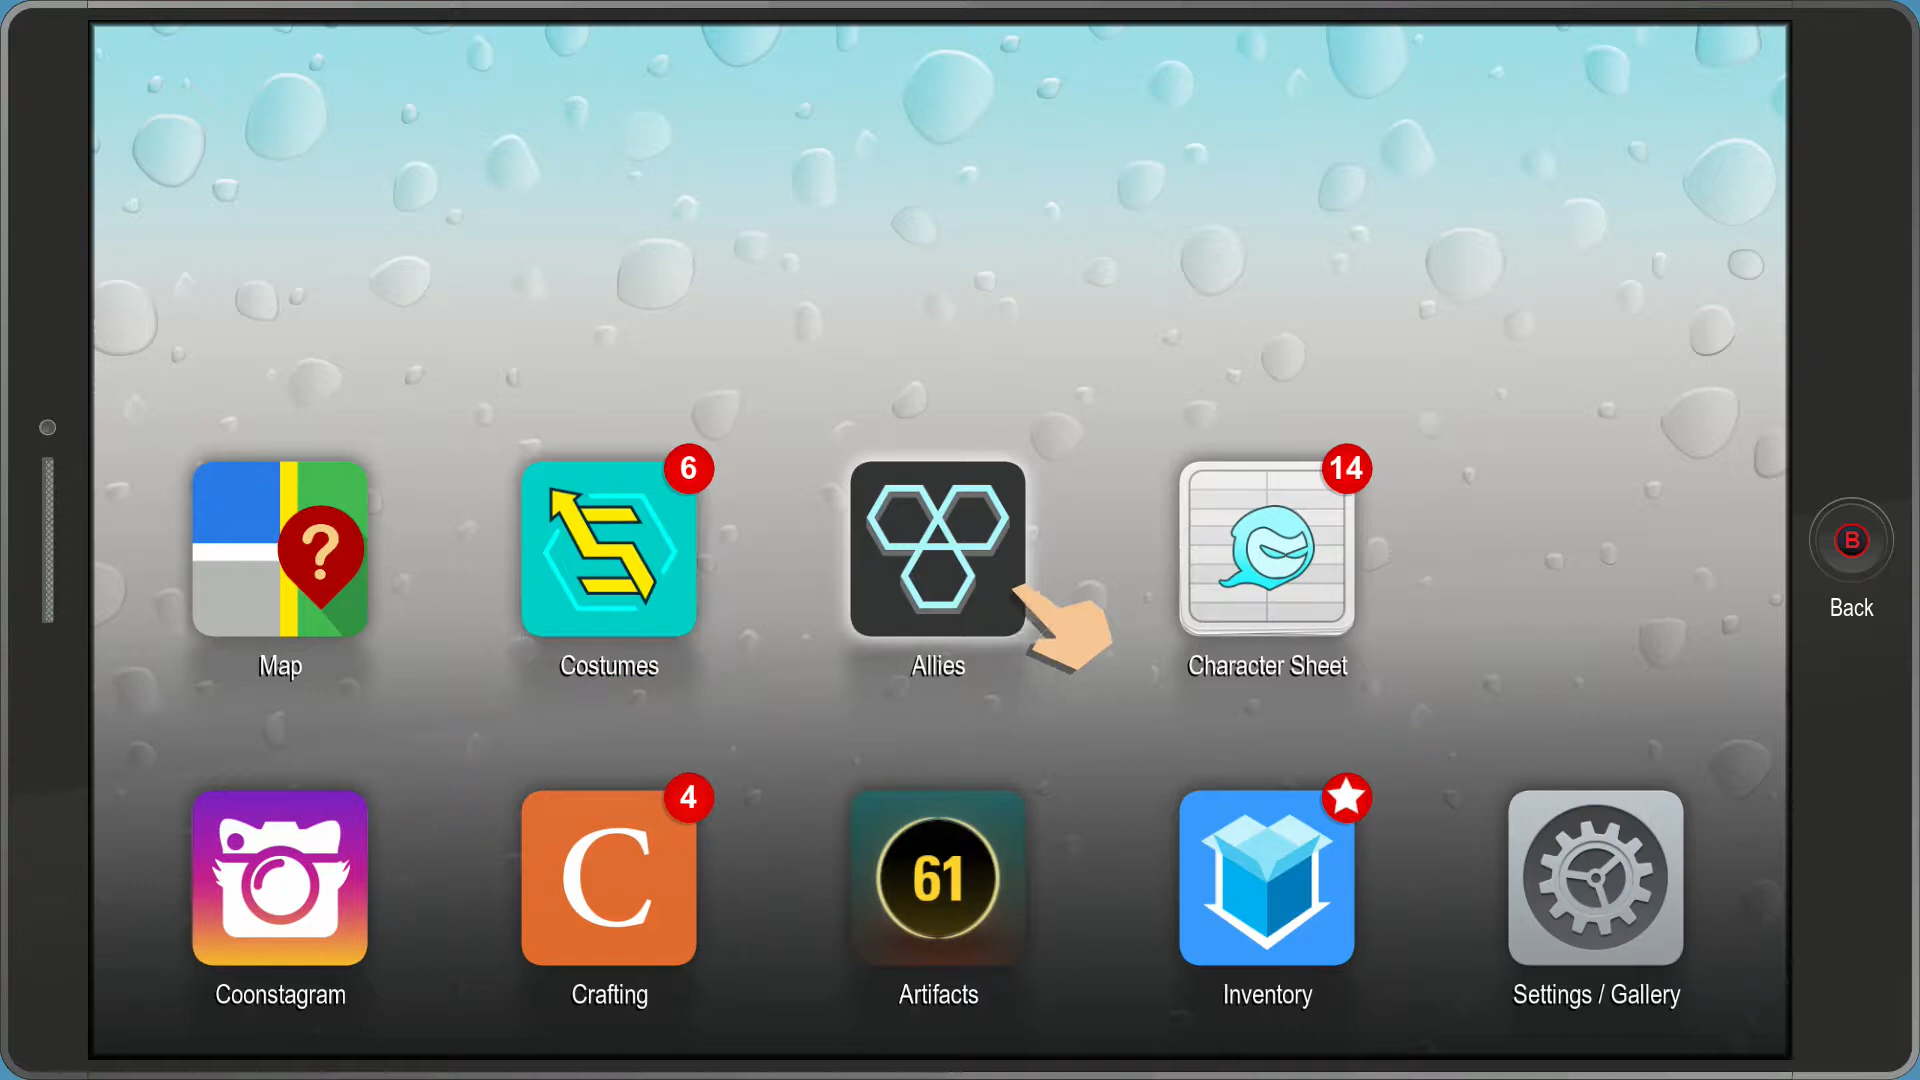 6
14
?
B
Back
Map
Costumes
Allies
Character Sheet
4
C
61
Coonstagram
Crafting
Artifacts
Inventory
Settings / Gallery